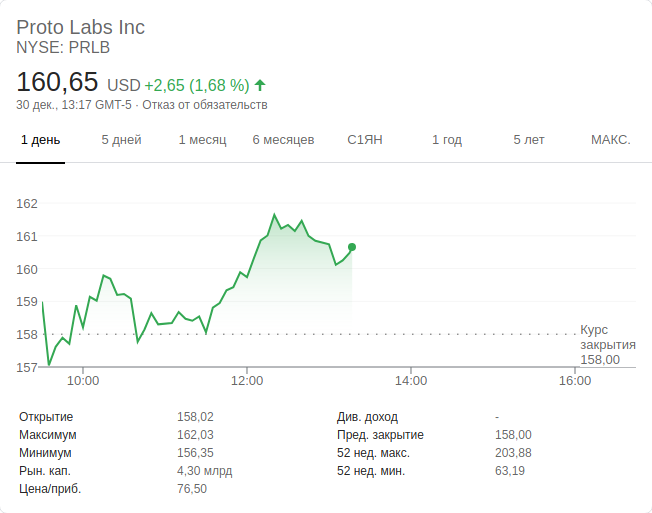 Proto Labs Inc
NYSE: PRLB
160,65 USD +2,65 (1,68 %)
30 дек., 13:17 GMT-5 · Отказ от обязательств
1 день 5 дней 1 месяц 6 месяцев С1ЯН 1 год 5 лет МАКС.
162
161
160
159
158
Курс
закрытия
158,00
157
10:00 12:00 14:00 16:00
Открытие 158,02 Див. доход -
Максимум 162,03 Пред. закрытие 158,00
Минимум 156,35 52 нед. макс. 203,88
Рын. кап. 4,30 млрд 52 нед. мин. 63,19
Цена/приб. 76,50